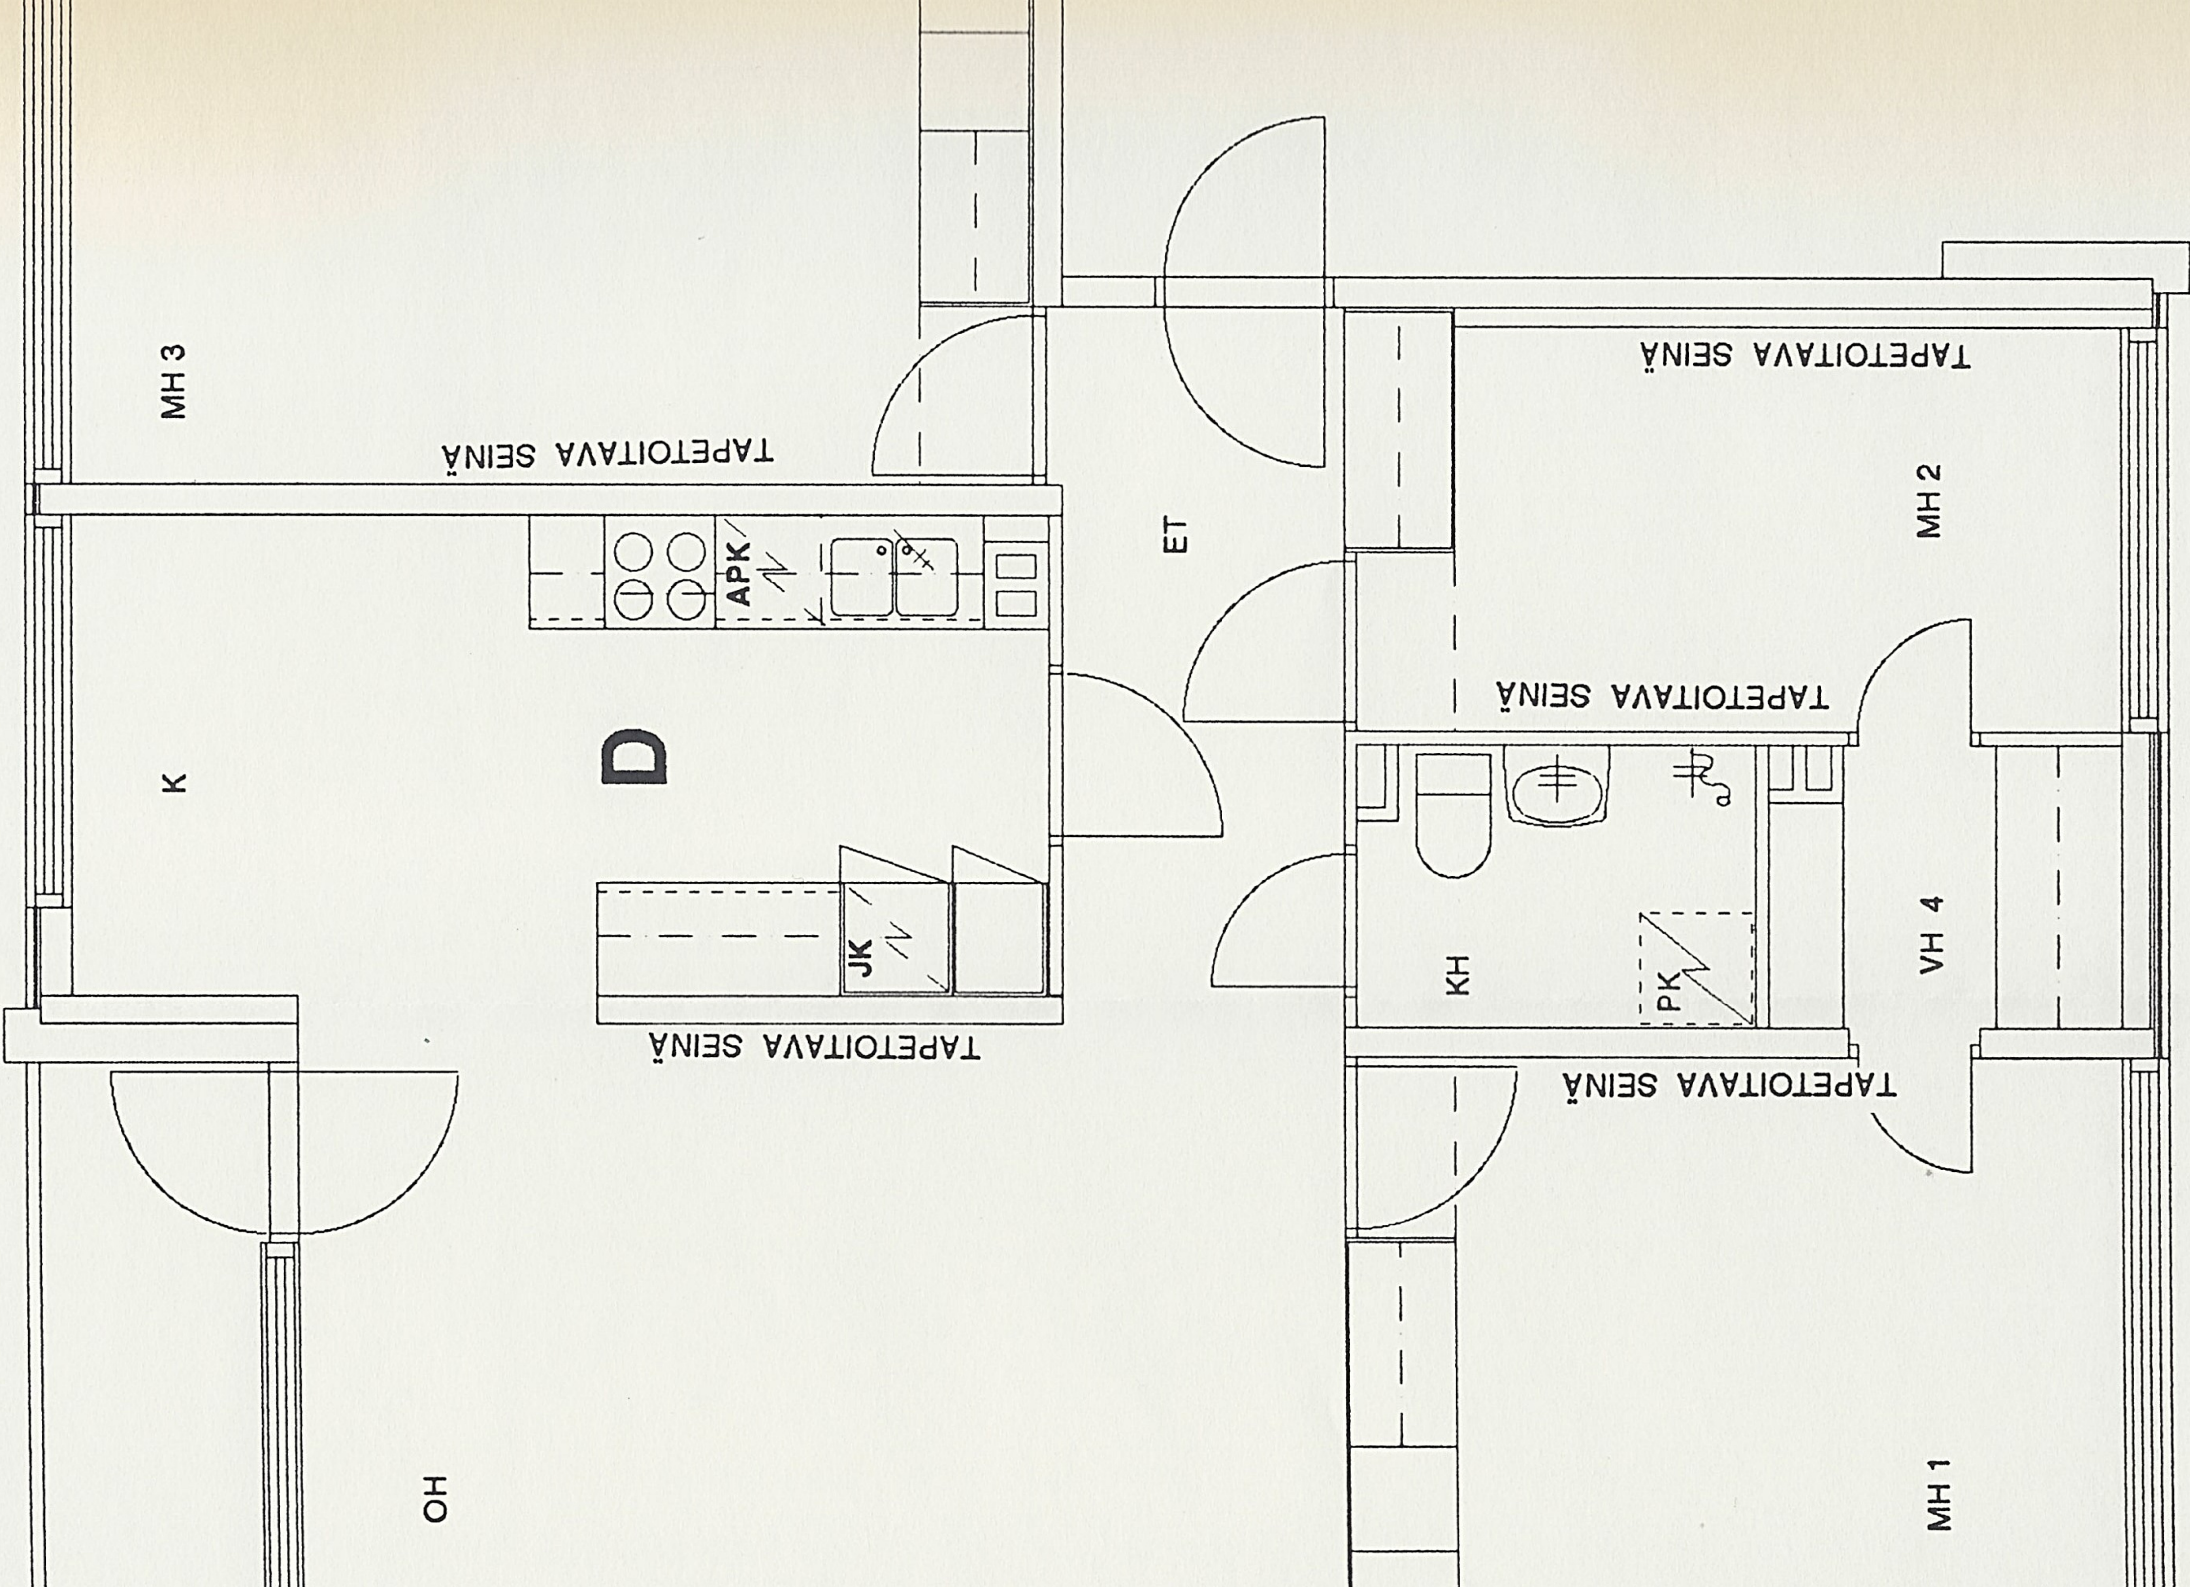 MH 3
TAPETOITAVA SEINÄ
TAPETOITAVA SEINÄ
MH 2
ET
APK
K
D
TAPETOITAVA SEINÄ
JK
KH
PK
VH 4
TAPETOITAVA SEINÄ
TAPETOITAVA SEINÄ
OH
MH 1